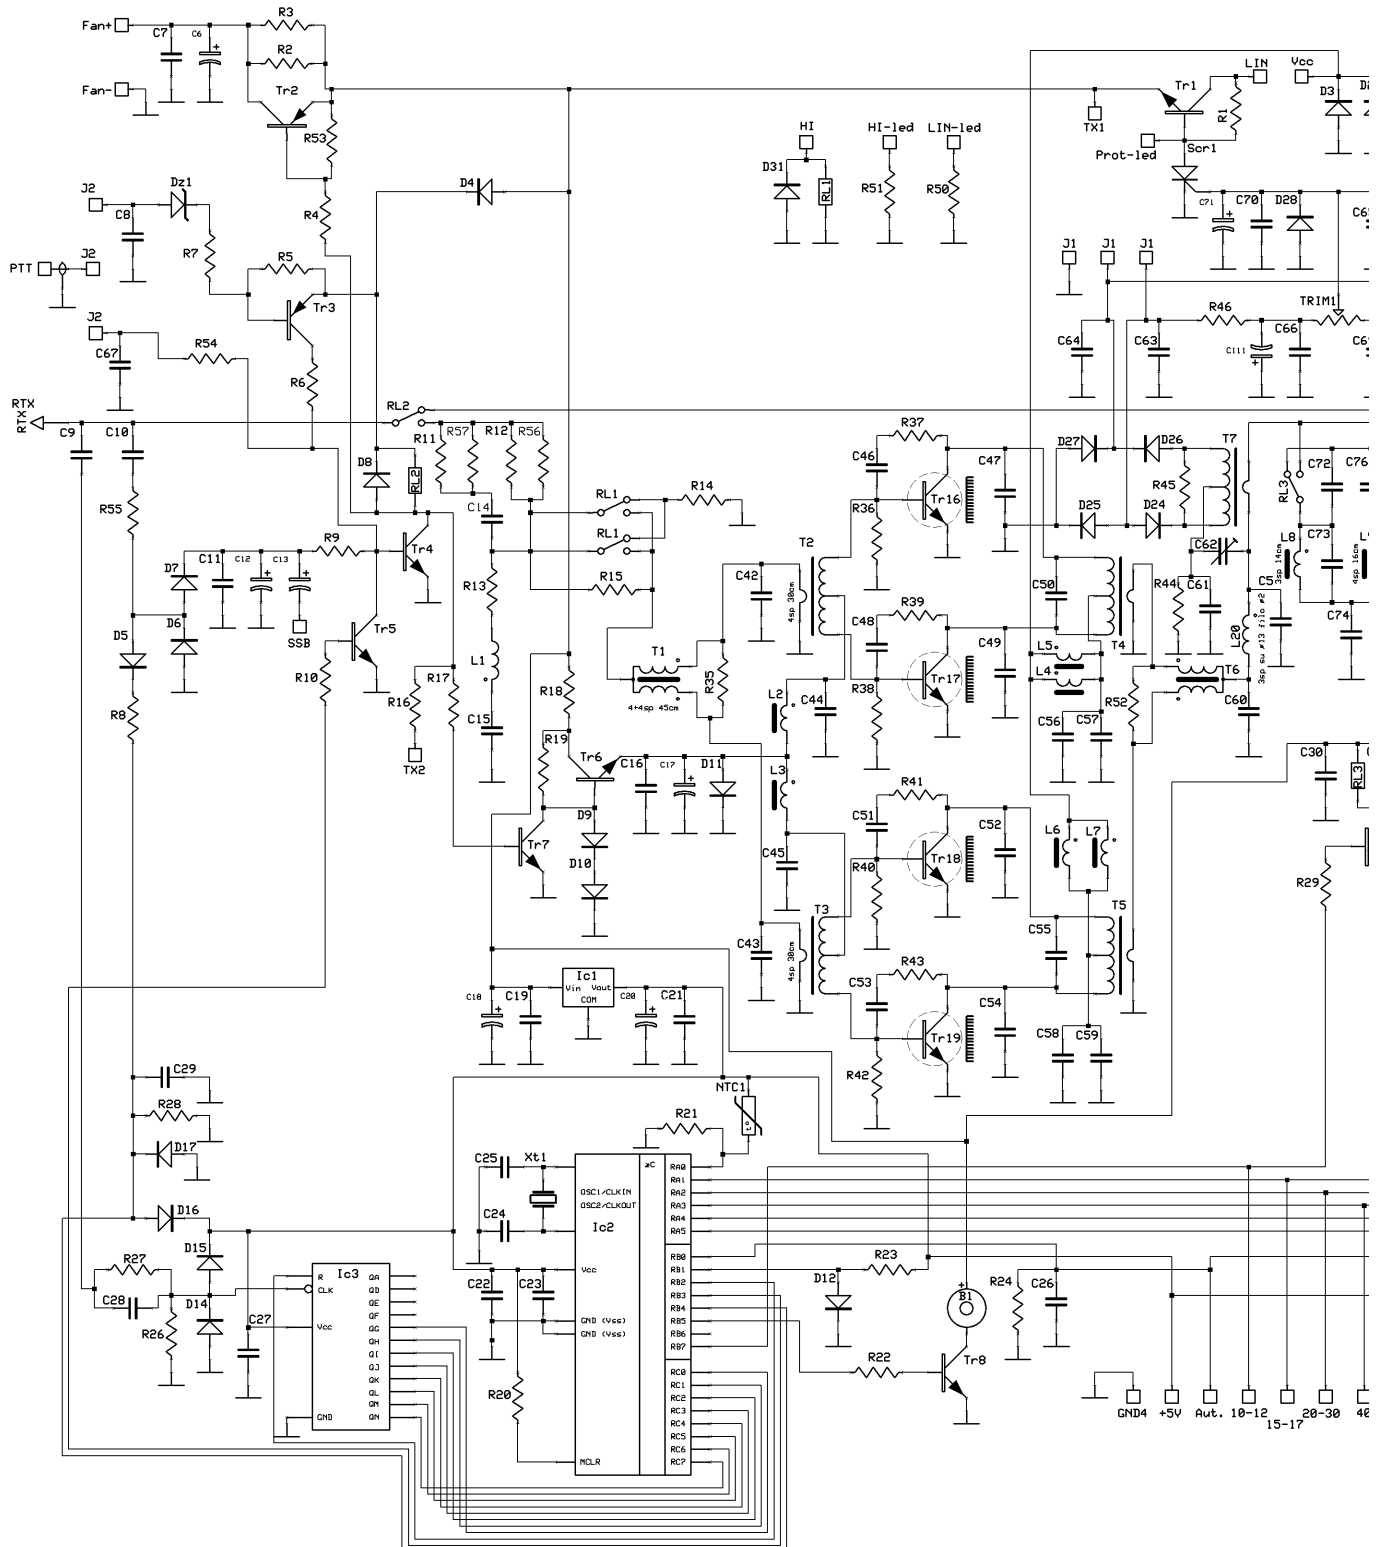 Fan+
C7
C6
+
R3
R2
Fan-
Tr2
R53
TX1
Tr1
LIN
Vcc
R1
D3
Prot-led
Scr1
HI
HI-led
LIN-led
D31
RL1
R51
R50
J2
C8
Dz1
R4
D4
R7
C71
+
C70
D28
PTT
J2
R5
Tr3
J1
J1
J1
J2
C67
R54
R6
C64
C63
R46
C111
+
C66
TRIM1
RTX
RTX
C9
C10
RL2
R11
R57
R12
R56
D8
RL2
C14
RL1
RL1
R14
R15
C46
R37
Tr16
R36
C47
D27
D26
D25
D24
R45
T7
RL3
C72
C76
R55
R9
Tr4
R13
D7
C11
C12
+
C13
+
SSB
D5
D6
Tr5
R10
R8
R16
TX2
R17
L1
C15
R18
R19
T1
4+4sp 45cm
R35
C42
T2
4sp 30cm
C48
R39
Tr17
R38
C49
C50
T4
L5
L4
C56
C57
R52
C62
R44
C61
L20
3sp su #13 filo #2
T6
C60
L8
3sp 14cm
C73
4sp 16cm
C74
L2
C44
Tr6
C16
C17
+
D11
L3
D9
D10
Tr7
C45
C51
R41
Tr18
R40
C52
L6
L7
C30
RL3
R29
T3
4sp 30cm
C43
C53
R43
Tr19
R42
C54
C55
T5
C58
C59
C18
+
C19
Ic1
Vin
Vout
COM
C20
+
C21
C29
R28
D17
NTC1
t°
R21
C25
Xt1
C24
OSC1/CLKIN
OSC2/CLKOUT
Ic2
Vcc
GND (Vss)
GND (Vss)
MCLR
RA0
RA1
RA2
RA3
RA4
RA5
RB0
RB1
RB2
RB3
RB4
RB5
RB6
RB7
RC0
RC1
RC2
RC3
RC4
RC5
RC6
RC7
D16
D15
R27
C28
D14
R26
C27
Ic3
R
CLK
Vcc
GND
QA
QD
QE
QF
QG
QH
QI
QJ
QK
QL
QM
QN
C22
C23
R20
D12
R23
R22
B1
+
Tr8
R24
C26
GND4
+5V
Aut.
10-12
15-17
20-30
40